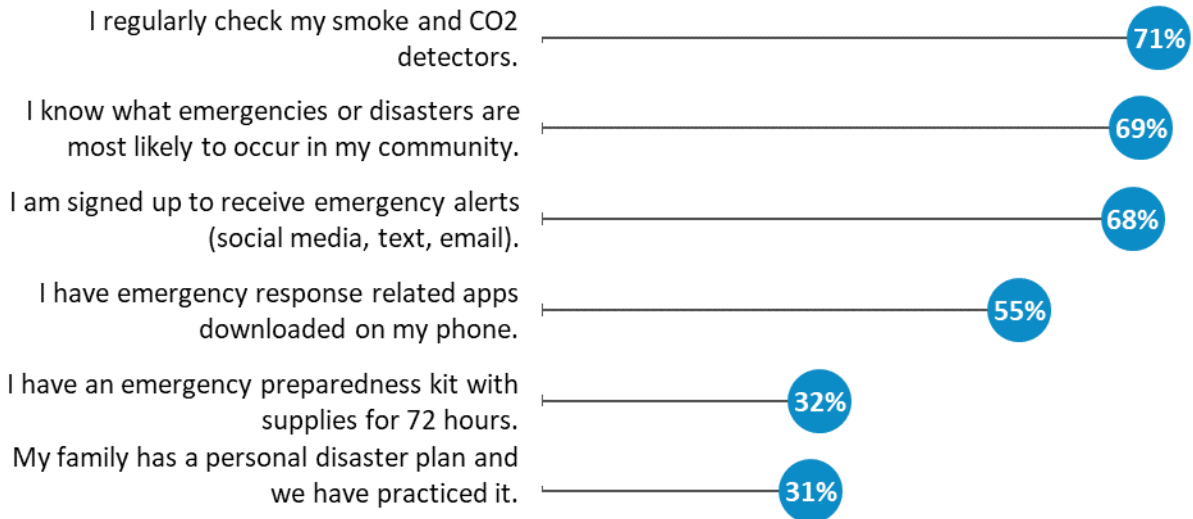 I regularly check my smoke and CO2
detectors.
71%
I know what emergencies or disasters are
most likely to occur in my community.
69%
I am signed up to receive emergency alerts
(social media, text, email).
68%
I have emergency response related apps
downloaded on my phone.
55%
I have an emergency preparedness kit with
supplies for 72 hours.
32%
My family has a personal disaster plan and
we have practiced it.
31%